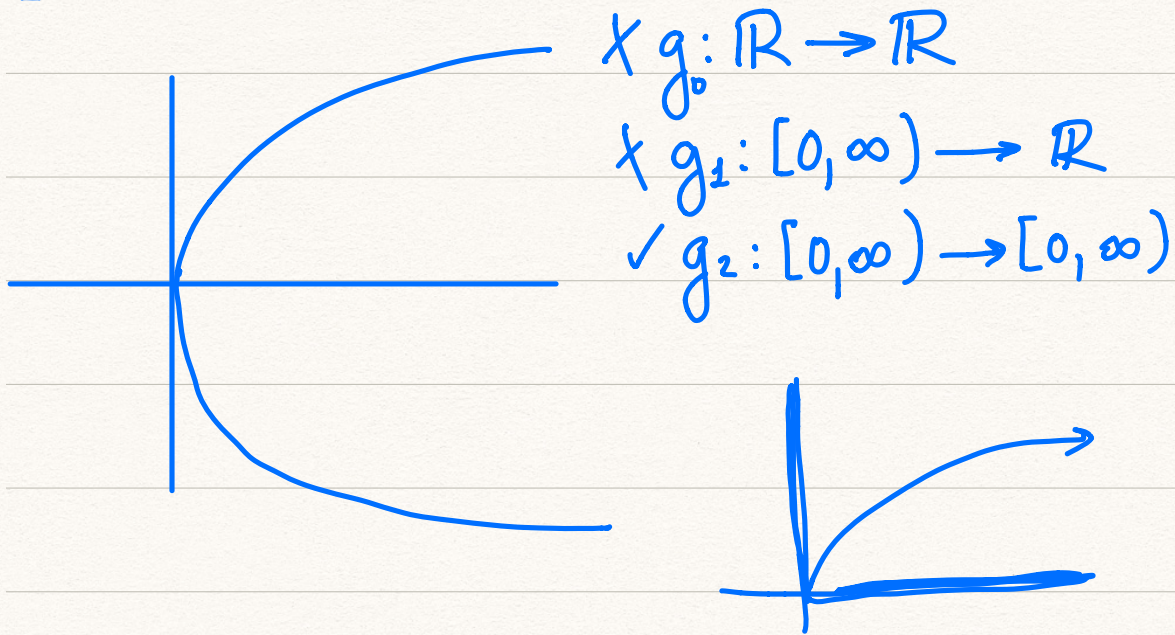 ✗ g₀: ℝ → ℝ
✗ g₁: [0,∞) → ℝ
✓ g₂: [0,∞) → [0,∞)